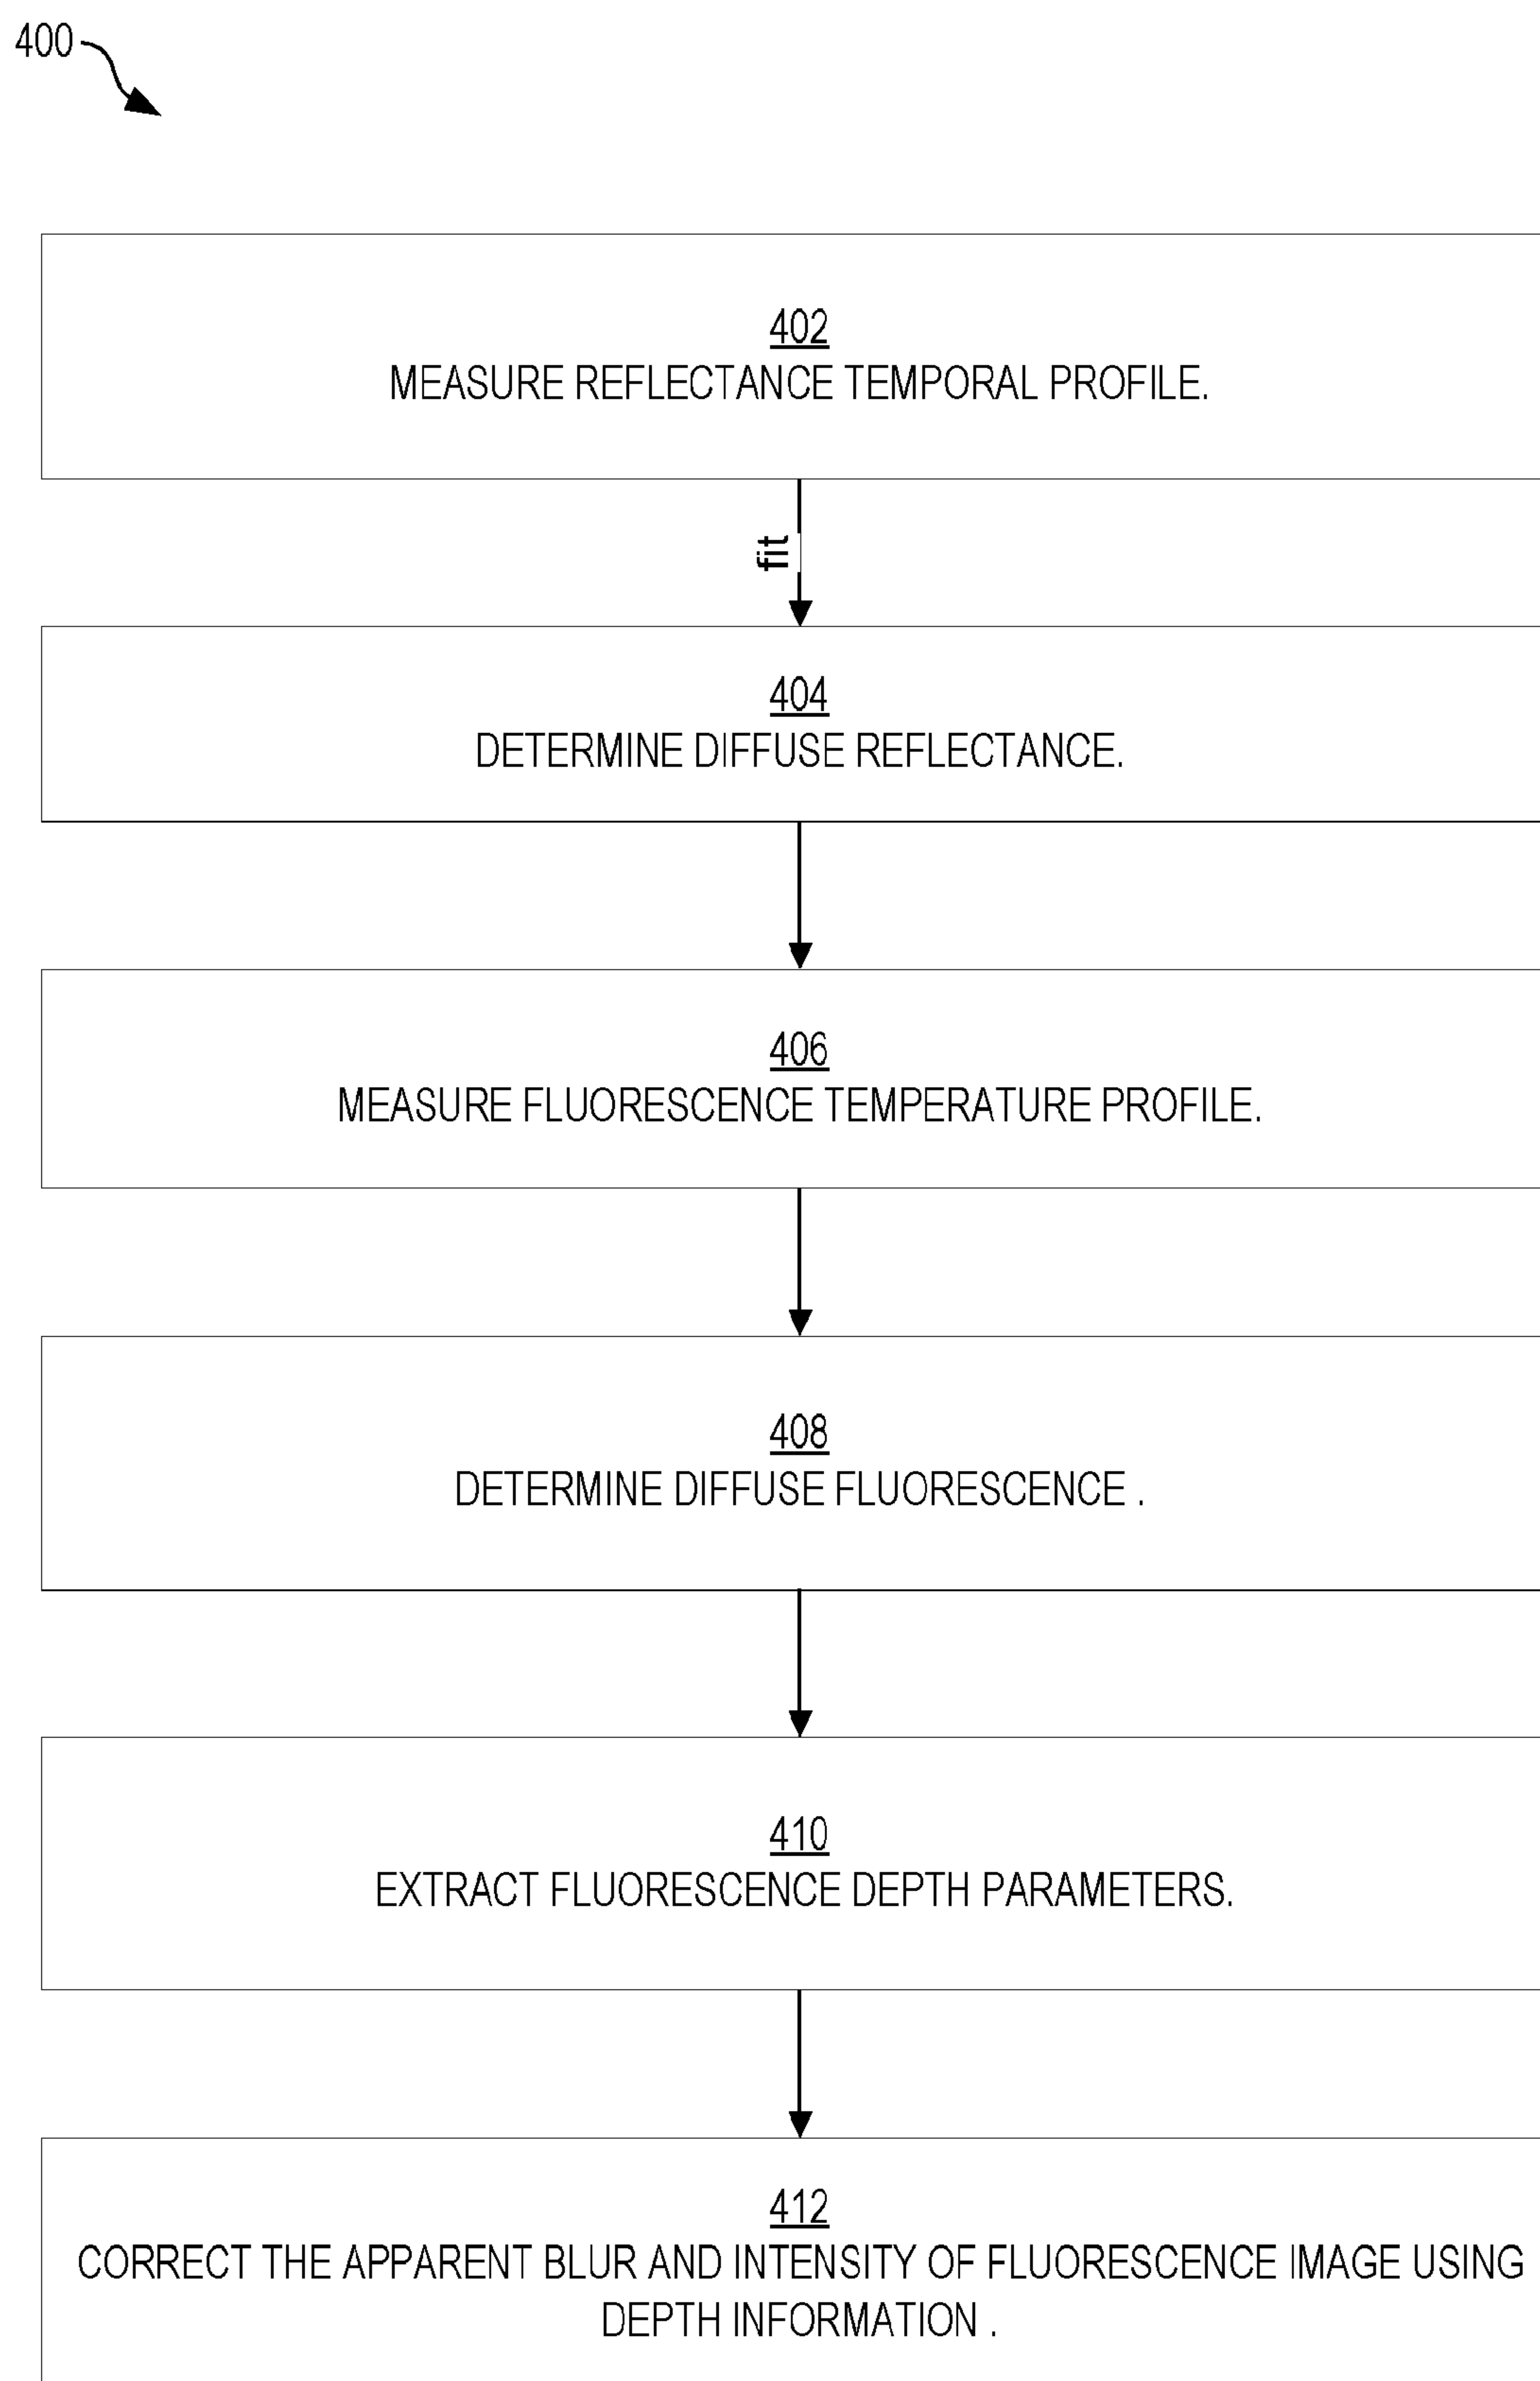 400
402
MEASURE REFLECTANCE TEMPORAL PROFILE.
fit
404
DETERMINE DIFFUSE REFLECTANCE.
406
MEASURE FLUORESCENCE TEMPERATURE PROFILE.
408
DETERMINE DIFFUSE FLUORESCENCE .
410
EXTRACT FLUORESCENCE DEPTH PARAMETERS.
412
CORRECT THE APPARENT BLUR AND INTENSITY OF FLUORESCENCE IMAGE USING
DEPTH INFORMATION .